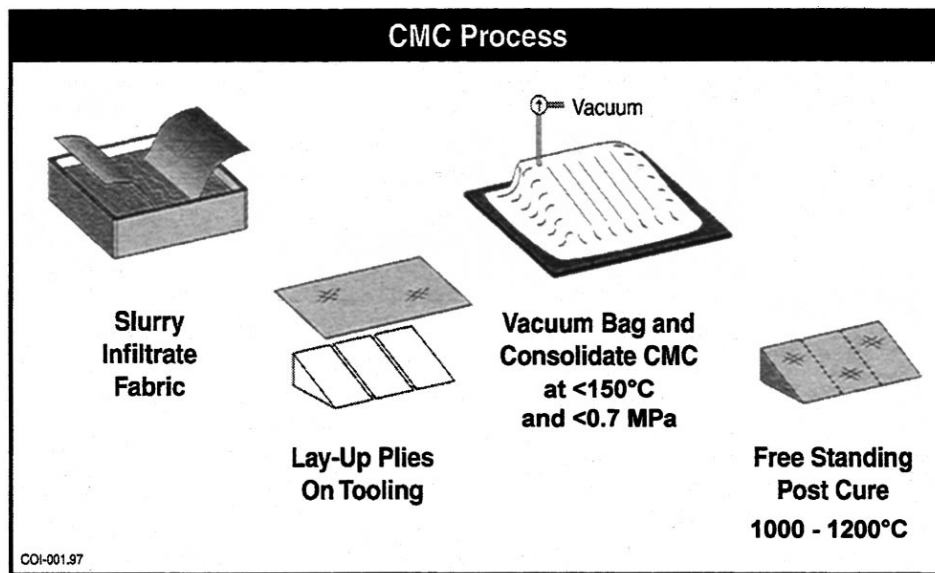 CMC Process
Vacuum
Slurry
Infiltrate
Fabric
Lay-Up Plies
On Tooling
Vacuum Bag and
Consolidate CMC
at <150°C
and <0.7 MPa
Free Standing
Post Cure
1000 - 1200°C
COI-001.97